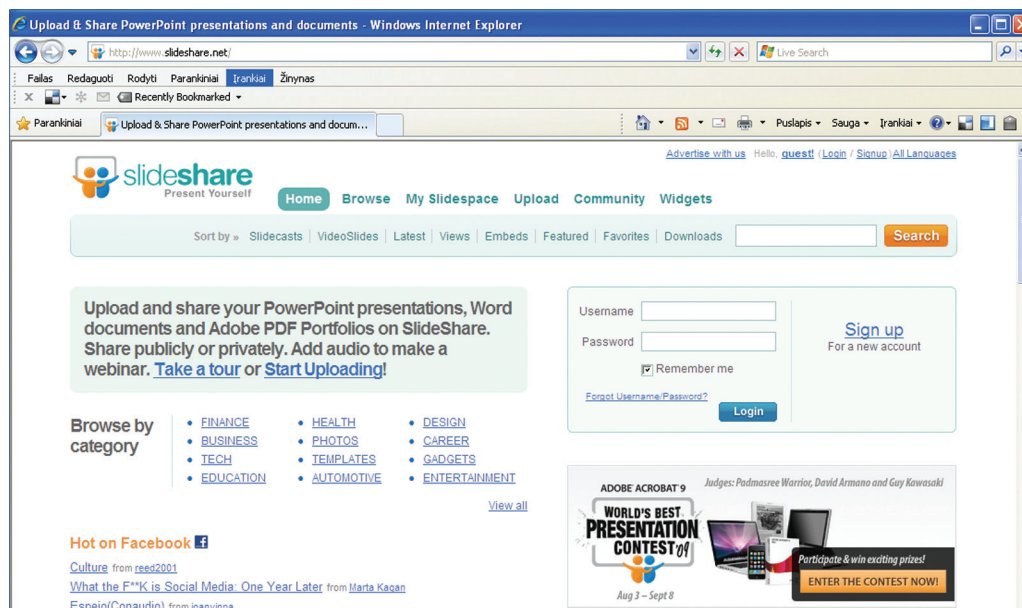 Upload & Share PowerPoint presentations and documents - Windows Internet Explorer
http://www.slideshare.net/
Live Search
Failas Redaguoti Rodyti Parankiniai Įrankiai Žinynas
Recently Bookmarked
Parankiniai
Upload & Share PowerPoint presentations and docum...
Puslapis Sauga Įrankiai
Advertise with us Hello, guest! (Login / Signup) All Languages
slideshare
Present Yourself
Home Browse My Slidespace Upload Community Widgets
Sort by » Slidecasts | VideoSlides | Latest | Views | Embeds | Featured | Favorites | Downloads
Search
Upload and share your PowerPoint presentations, Word
documents and Adobe PDF Portfolios on SlideShare.
Share publicly or privately. Add audio to make a
webinar. Take a tour or Start Uploading!
Username
Password
Remember me
Forgot Username/Password?
Login
Sign up
For a new account
Browse by
category
• FINANCE
• BUSINESS
• TECH
• EDUCATION
• HEALTH
• PHOTOS
• TEMPLATES
• AUTOMOTIVE
• DESIGN
• CAREER
• GADGETS
• ENTERTAINMENT
View all
Hot on Facebook
Culture from reed2001
What the F**K is Social Media: One Year Later from Marta Kagan
Espejo(Conaudio) from
ADOBE ACROBAT 9
Judges: Padmasree Warrior, David Armano and Guy Kawasaki
WORLD'S BEST
PRESENTATION
CONTEST '09
Aug 3 – Sept 8
Participate & win exciting prizes!
ENTER THE CONTEST NOW!